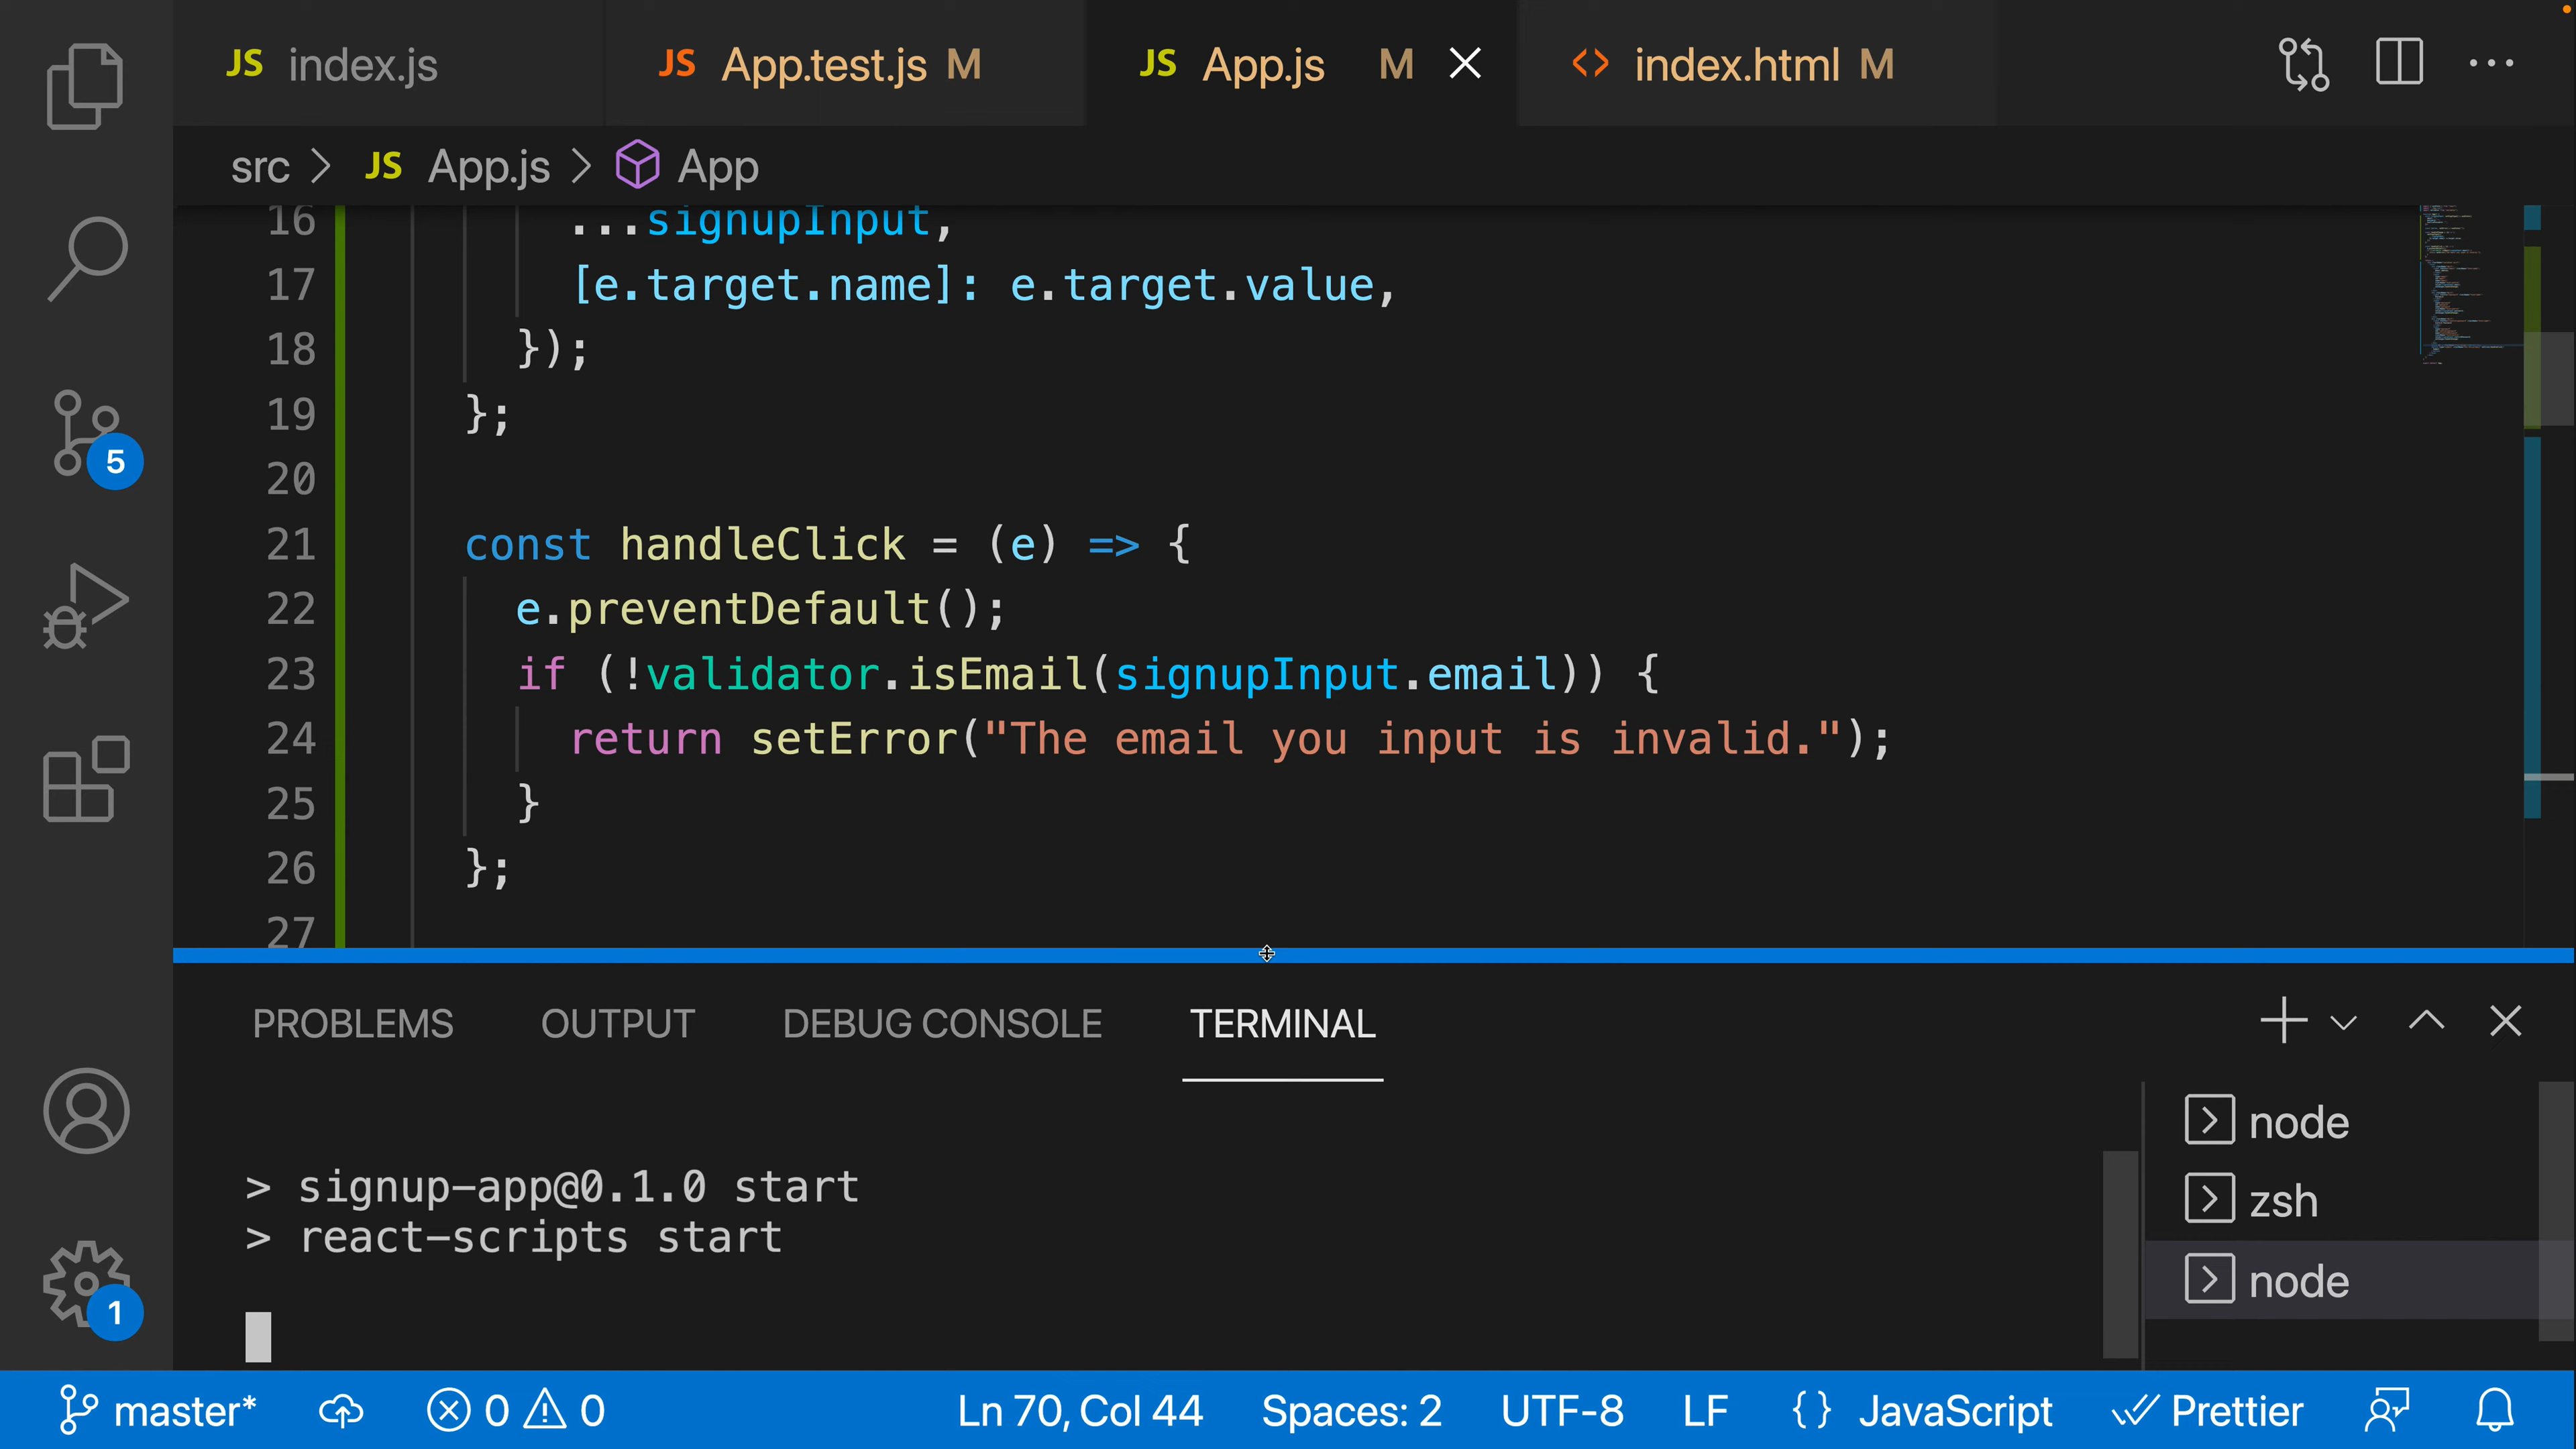 JS index.js JS App.test.js M JS App.js M <> index.html M
src > JS App.js > App
16 ...signupInput,
17 [e.target.name]: e.target.value,
18 });
19 };
20
21 const handleClick = (e) => {
22 e.preventDefault();
23 if (!validator.isEmail(signupInput.email)) {
24 return setError("The email you input is invalid.");
25 }
26 };
27
5
1
PROBLEMS OUTPUT DEBUG CONSOLE TERMINAL
> signup-app@0.1.0 start
> react-scripts start
node
zsh
node
master* 0 0 Ln 70, Col 44 Spaces: 2 UTF-8 LF {} JavaScript Prettier